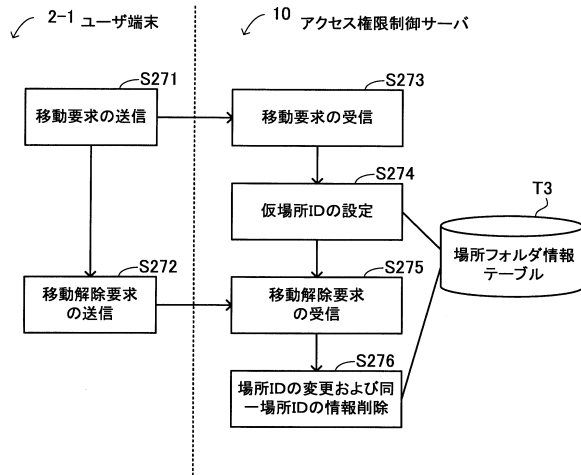 2-1 ユーザ端末
10 アクセス権限制御サーバ
S271
移動要求の送信
S273
移動要求の受信
S274
仮場所IDの設定
T3
場所フォルダ情報
テーブル
S272
移動解除要求
の送信
S275
移動解除要求
の受信
S276
場所IDの変更および同
一場所IDの情報削除